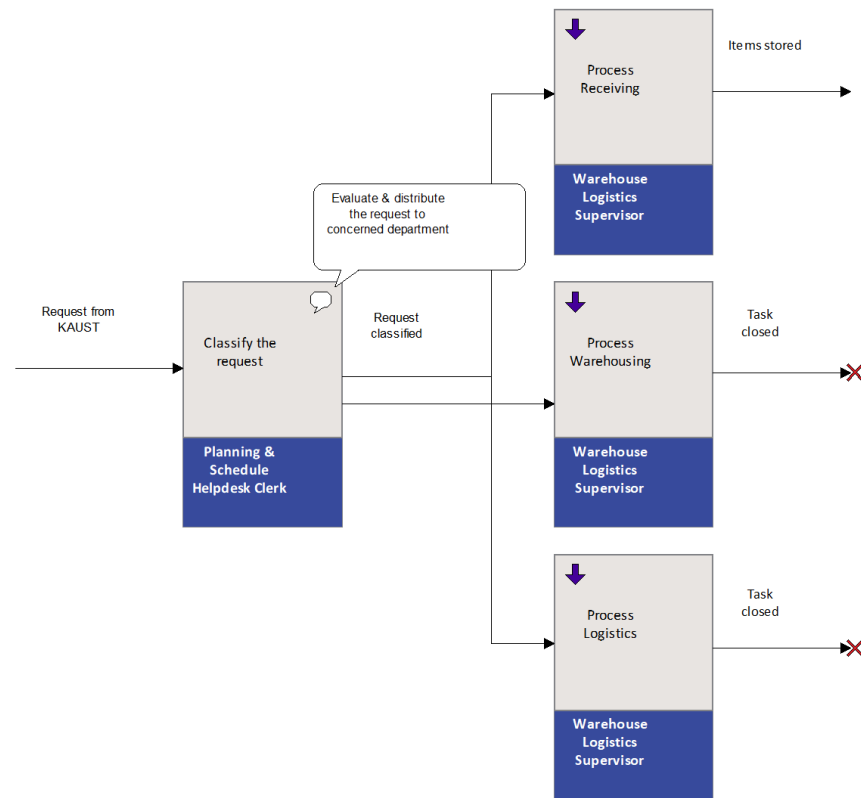 Items stored
Process
Receiving
Warehouse
Logistics
Supervisor
Evaluate & distribute
the request to
concerned department
Request from
KAUST
Classify the
request
Planning &
Schedule
Helpdesk Clerk
Request
classified
Process
Warehousing
Warehouse
Logistics
Supervisor
Task
closed
Process
Logistics
Warehouse
Logistics
Supervisor
Task
closed